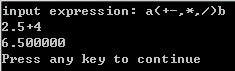 input expression: a(+-,*,/)b
2.5+4
6.500000
Press any key to continue